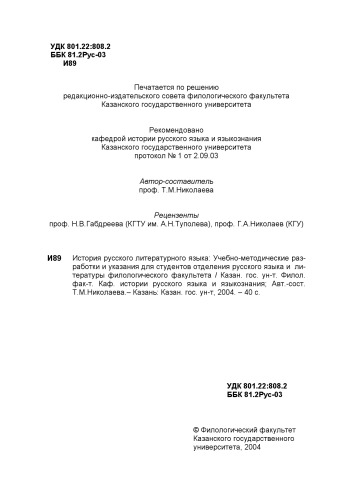 УДК 801.22:808.2
ББК 81.2Рус-03
И89
Печатается по решению
редакционно-издательского совета филологического факультета
Казанского государственного университета
Рекомендовано
кафедрой истории русского языка и языкознания
Казанского государственного университета
протокол № 1 от 2.09.03
Автор-составитель
проф. Т.М.Николаева
Рецензенты
проф. Н.В.Габдреева (КГТУ им. А.Н.Туполева), проф. Г.А.Николаев (КГУ)
И89 История русского литературного языка: Учебно-методические раз-
работки и указания для студентов отделения русского языка и ли-
тературы филологического факультета / Казан. гос. ун-т. Филол.
фак-т. Каф. истории русского языка и языкознания; Авт.-сост.
Т.М.Николаева.– Казань: Казан. гос. ун-т, 2004. – 40 с.
УДК 801.22:808.2
ББК 81.2Рус-03
© Филологический факультет
Казанского государственного
университета, 2004